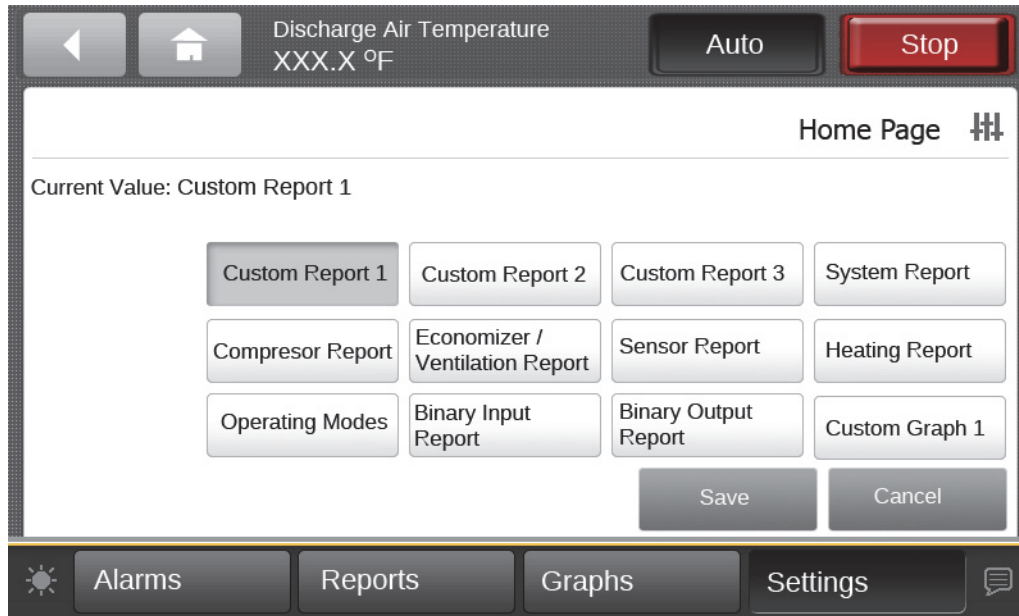 Discharge Air Temperature
XXX.X ºF
Auto
Stop
Home Page
Current Value: Custom Report 1
Custom Report 1
Custom Report 2
Custom Report 3
System Report
Compresor Report
Economizer /
Ventilation Report
Sensor Report
Heating Report
Operating Modes
Binary Input
Report
Binary Output
Report
Custom Graph 1
Save
Cancel
Alarms
Reports
Graphs
Settings